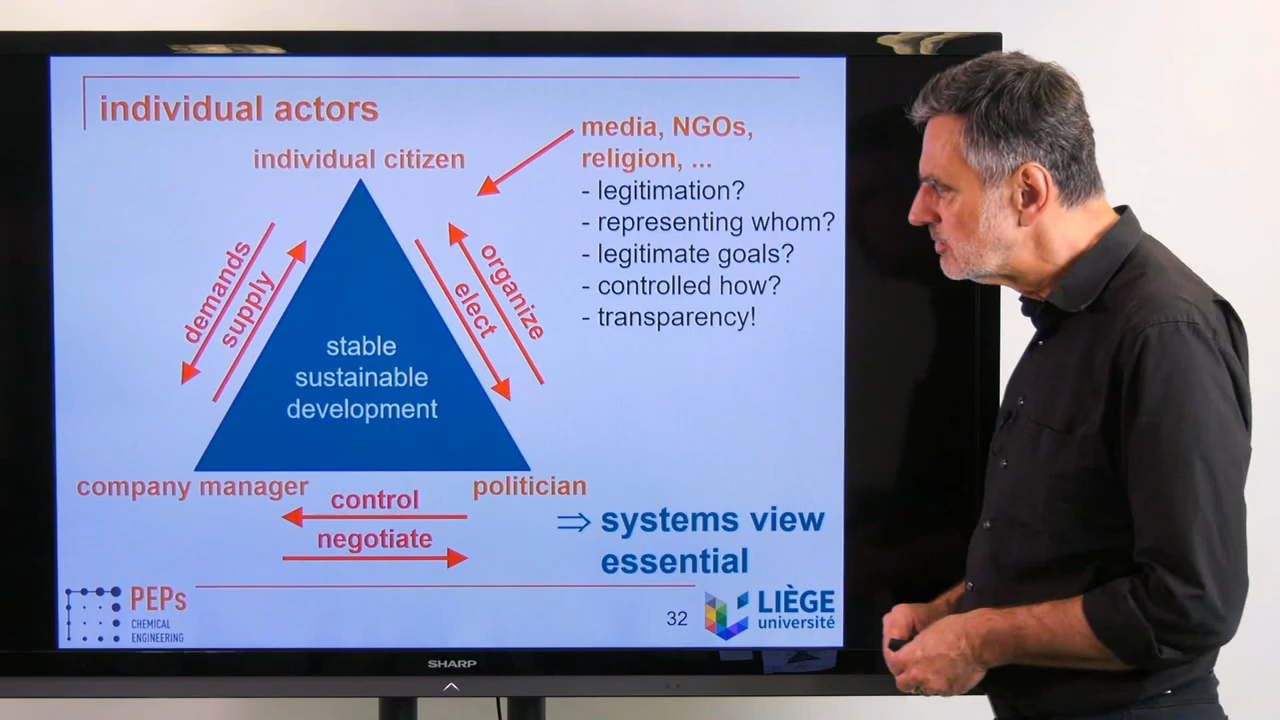 individual actors
individual citizen
media, NGOs,
religion, ...
- legitimation?
- representing whom?
- legitimate goals?
- controlled how?
- transparency!
demands
supply
organize
elect
stable
sustainable
development
company manager
politician
control
negotiate
⇒ systems view
essential
PEPs
CHEMICAL
ENGINEERING
32
LIÈGE
université
SHARP